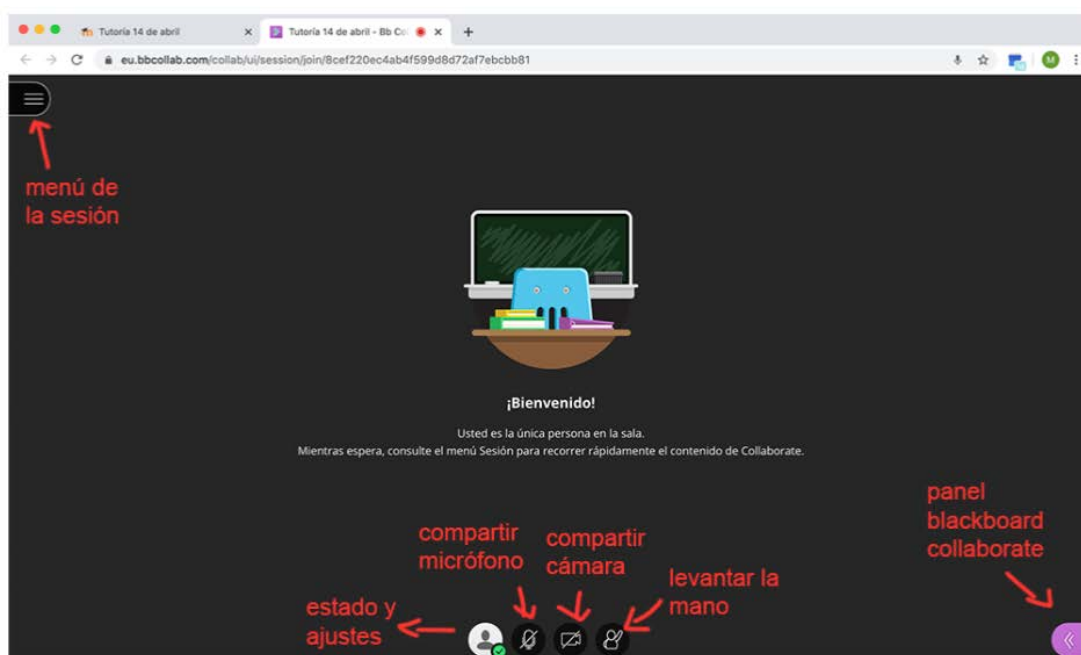 Tutoría 14 de abril
Tutoría 14 de abril - Bb Col
eu.bbcollab.com/collab/ui/session/join/8cef220ec4ab4f599d8d72af7ebcbb81
M
menú de
la sesión
¡Bienvenido!
Usted es la única persona en la sala.
Mientras espera, consulte el menú Sesión para recorrer rápidamente el contenido de Collaborate.
panel
blackboard
collaborate
compartir
micrófono
compartir
cámara
levantar la
mano
estado y
ajustes